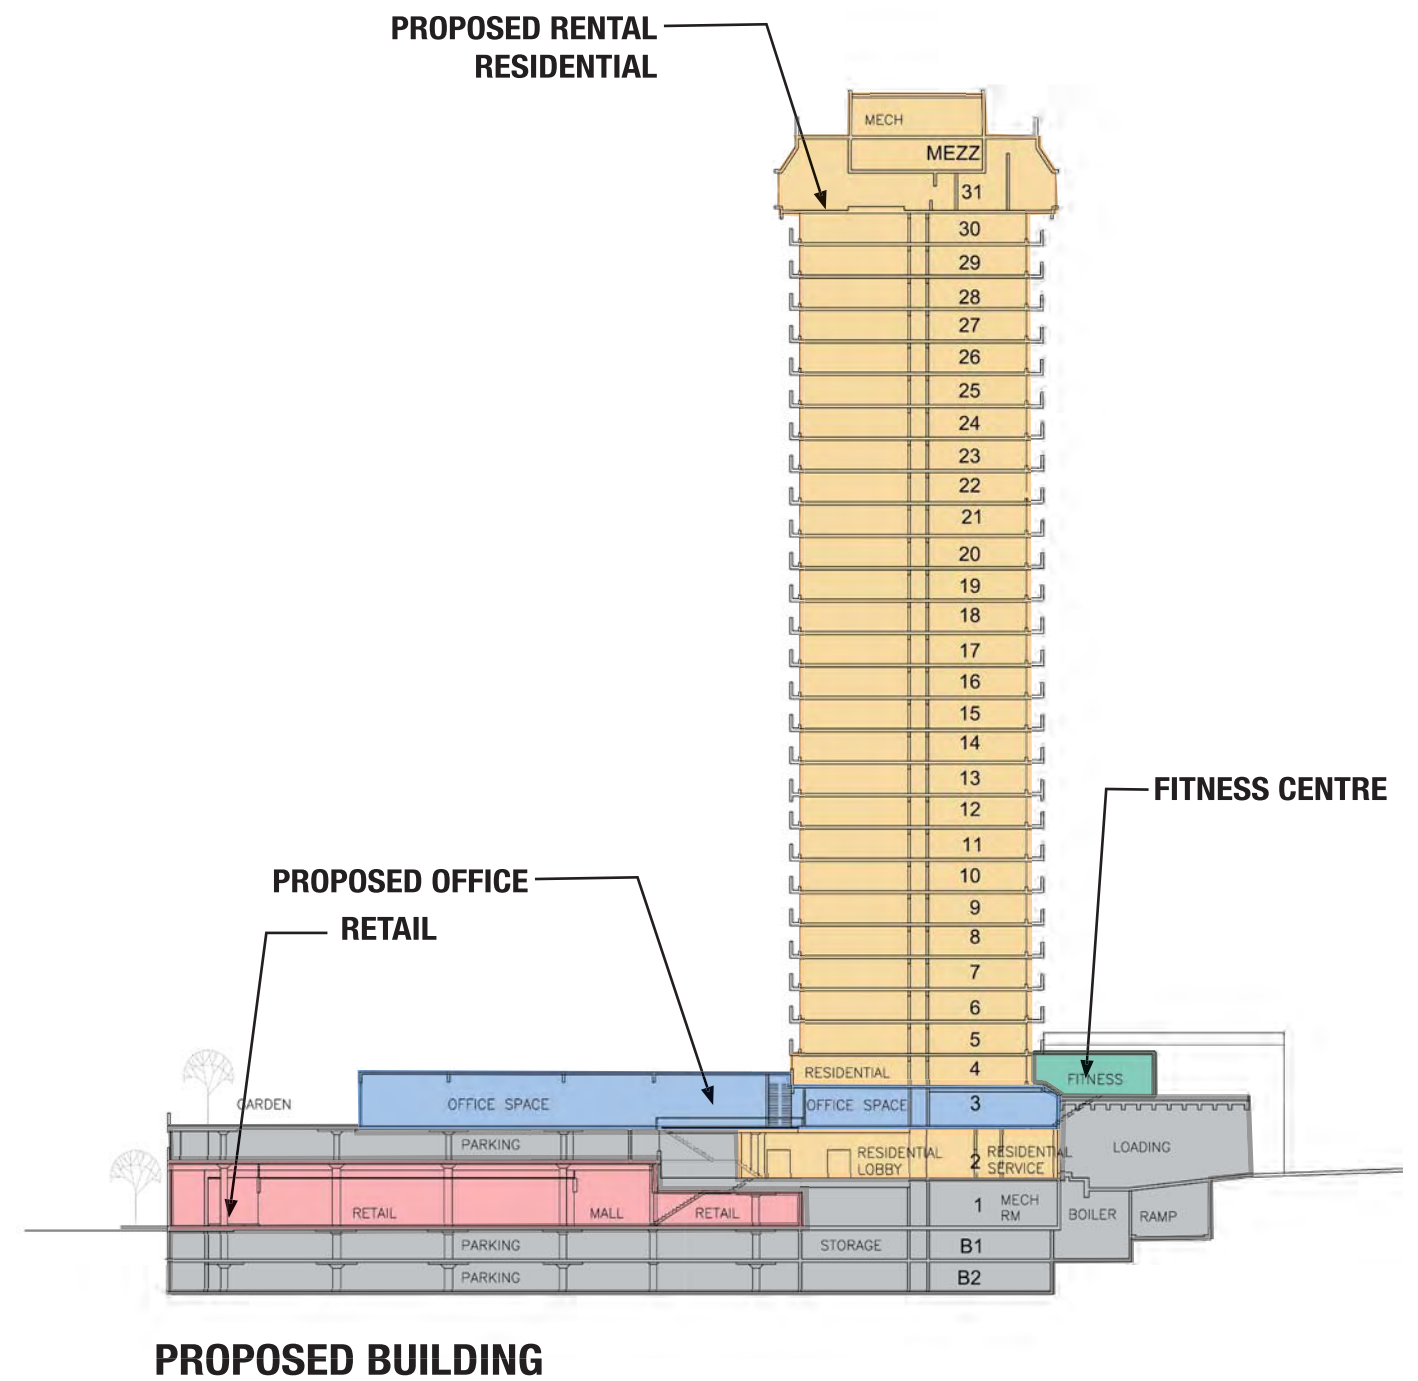 PROPOSED RENTAL
RESIDENTIAL
MECH
MEZZ
31
30
29
28
27
26
25
24
23
22
21
20
19
18
17
16
15
14
13
12
11
10
9
8
7
6
5
FITNESS CENTRE
PROPOSED OFFICE
RETAIL
RESIDENTIAL 4
FITNESS
GARDEN
OFFICE SPACE
OFFICE SPACE 3
PARKING
RESIDENTIAL
LOBBY
2
RESIDENTIAL
SERVICE
LOADING
RETAIL
MALL
RETAIL
1
MECH
RM
BOILER
RAMP
PARKING
STORAGE
B1
PARKING
B2
PROPOSED BUILDING